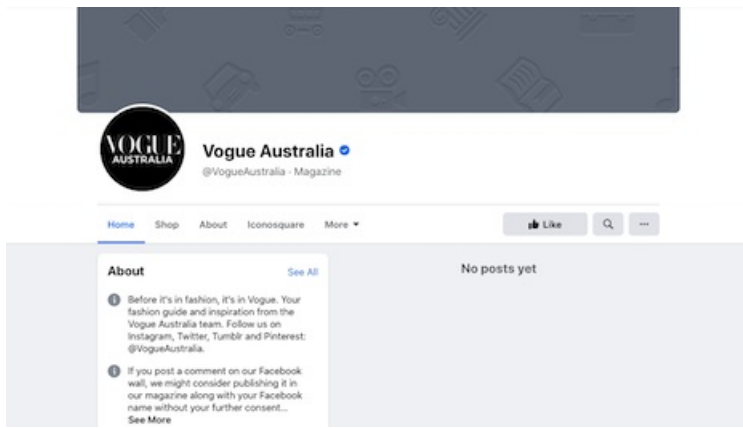 VOGUE
AUSTRALIA
Vogue Australia
@VogueAustralia · Magazine
Home Shop About Iconosquare More
Like
About See All
No posts yet
Before it's in fashion, it's in Vogue. Your
fashion guide and inspiration from the
Vogue Australia team. Follow us on
Instagram, Twitter, Tumblr and Pinterest:
@VogueAustralia.
If you post a comment on our Facebook
wall, we might consider publishing it in
our magazine along with your Facebook
name without your further consent...
See More